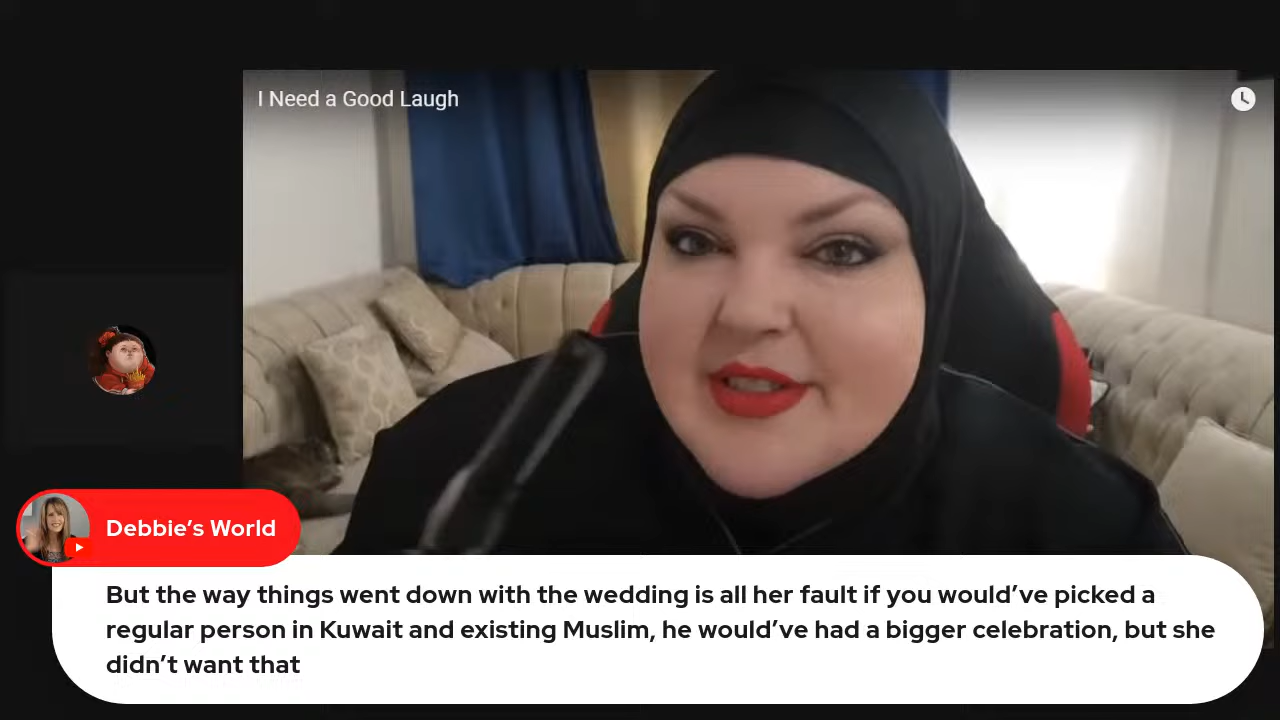 I Need a Good Laugh
Debbie’s World
But the way things went down with the wedding is all her fault if you would’ve picked a
regular person in Kuwait and existing Muslim, he would’ve had a bigger celebration, but she
didn’t want that